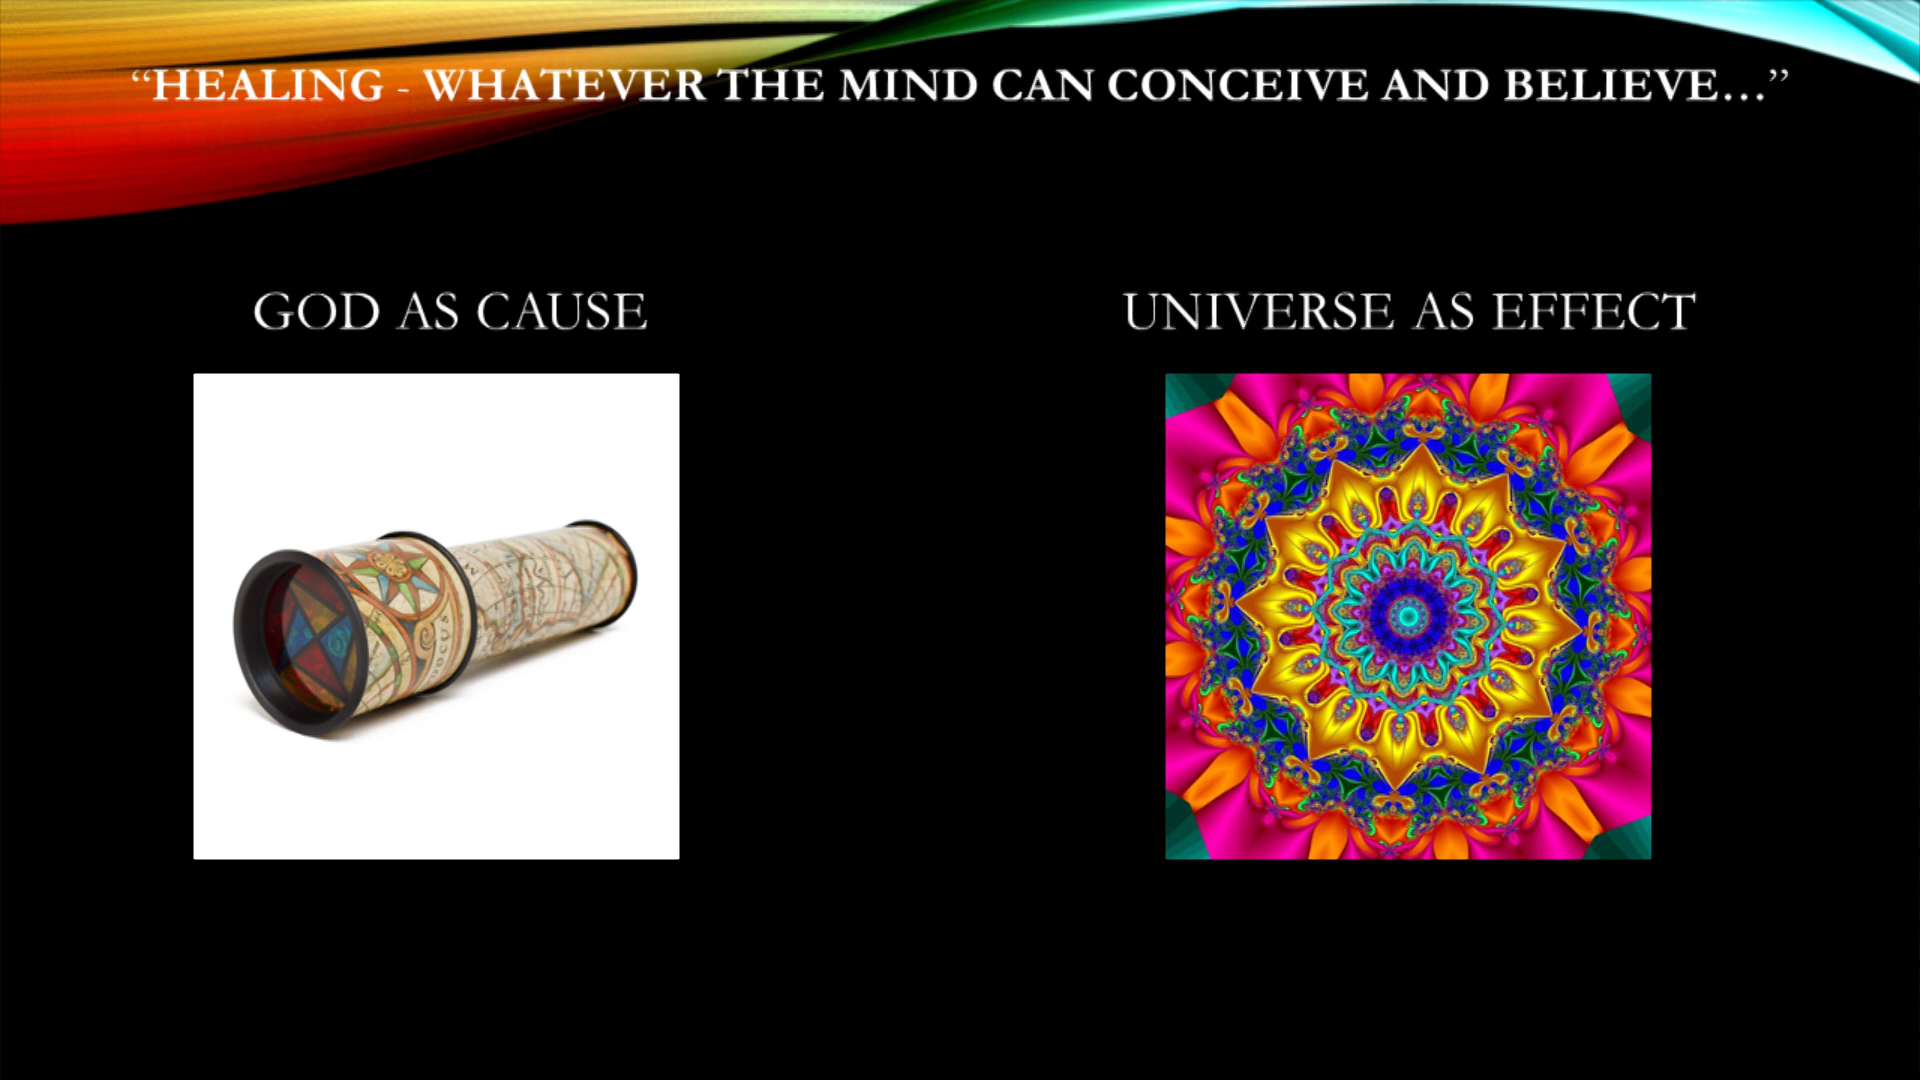 “HEALING - WHATEVER THE MIND CAN CONCEIVE AND BELIEVE…”
GOD AS CAUSE
UNIVERSE AS EFFECT